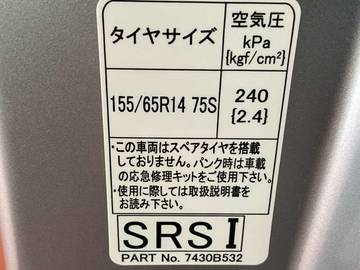 タイヤサイズ 空気圧
kPa
{kgf/cm²}
155/65R14 75S 240
{2.4}
・この車両はスペアタイヤを搭載
しておりません。パンク時は車載
の応急修理キットをご使用下さい。
・使用に際しては取扱説明書を
お読み下さい。
SRS I
PART No. 7430B532